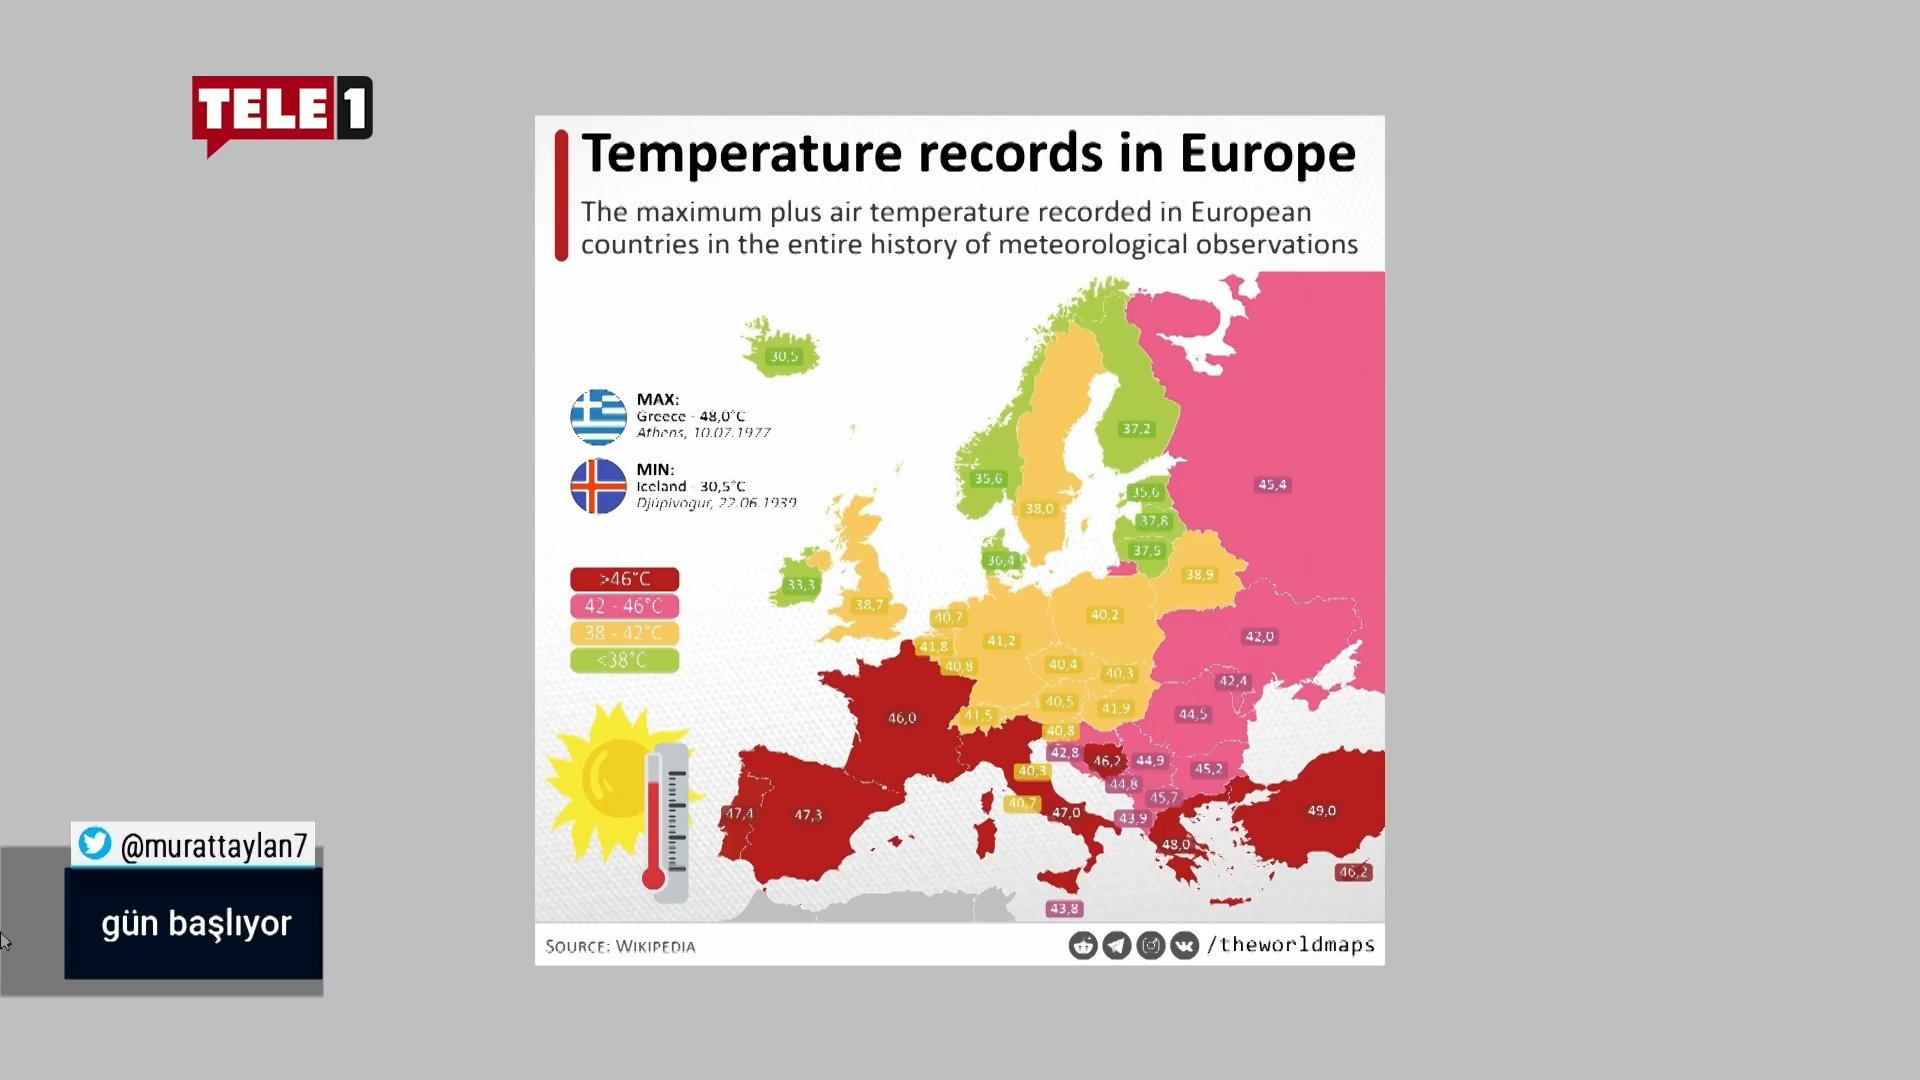 TELE1
Temperature records in Europe
The maximum plus air temperature recorded in European
countries in the entire history of meteorological observations
30,5
MAX:
Greece - 48,0°C
Athens, 10.07.1977
MIN:
Iceland - 30,5°C
Djúpivogur, 22.06.1939
>46°C
42 - 46°C
38 - 42°C
<38°C
37,2
35,6
45,4
35,6
38,0
37,8
37,5
36,4
38,9
33,3
38,7
40,7
40,2
41,2
42,0
41,8
40,8
40,4
40,3
42,4
40,5
41,9
41,5
44,5
46,0
40,8
42,8
46,2
44,9
45,2
40,3
44,8
45,7
40,7
47,4
47,3
47,0
43,9
49,0
48,0
46,2
43,8
SOURCE: WIKIPEDIA
/theworldmaps
@murattaylan7
gün başlıyor